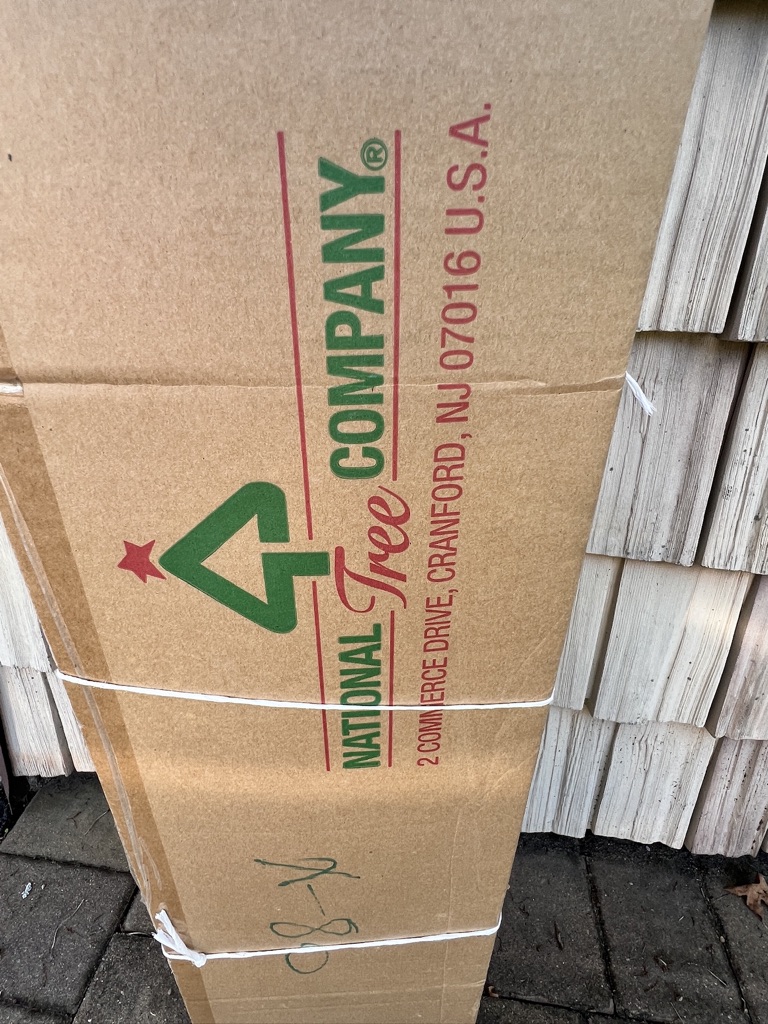 NATIONAL Tree COMPANY®
2 COMMERCE DRIVE, CRANFORD, NJ 07016 U.S.A.